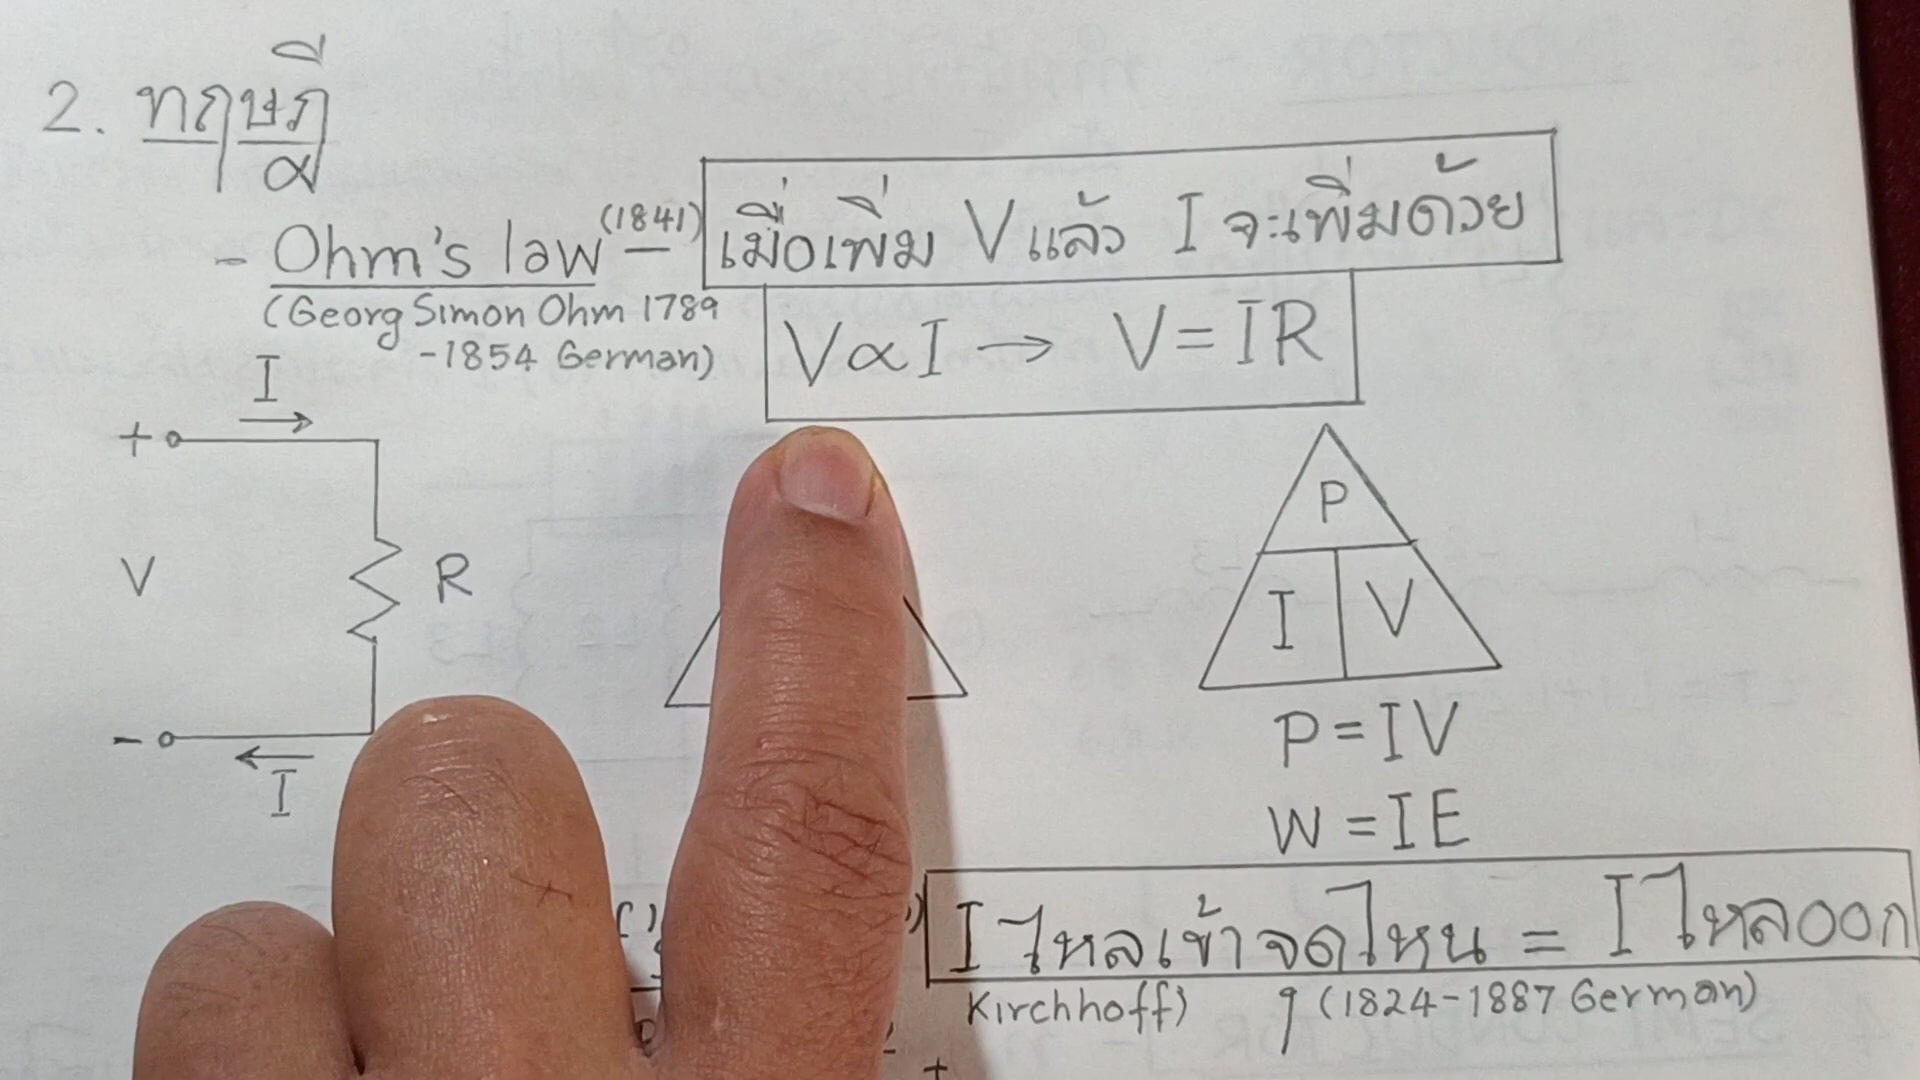 2. ทฤษฎี
- Ohm's law (1841) — เมื่อเพิ่ม V แล้ว I จะเพิ่มด้วย
(Georg Simon Ohm 1789
-1854 German)
V ∝ I → V = IR
I
+
V
R
-
I
P
I V
P = IV
W = IE
I ไหลเข้าจุดไหน = I ไหลออก
Kirchhoff) (1824-1887 German)
+